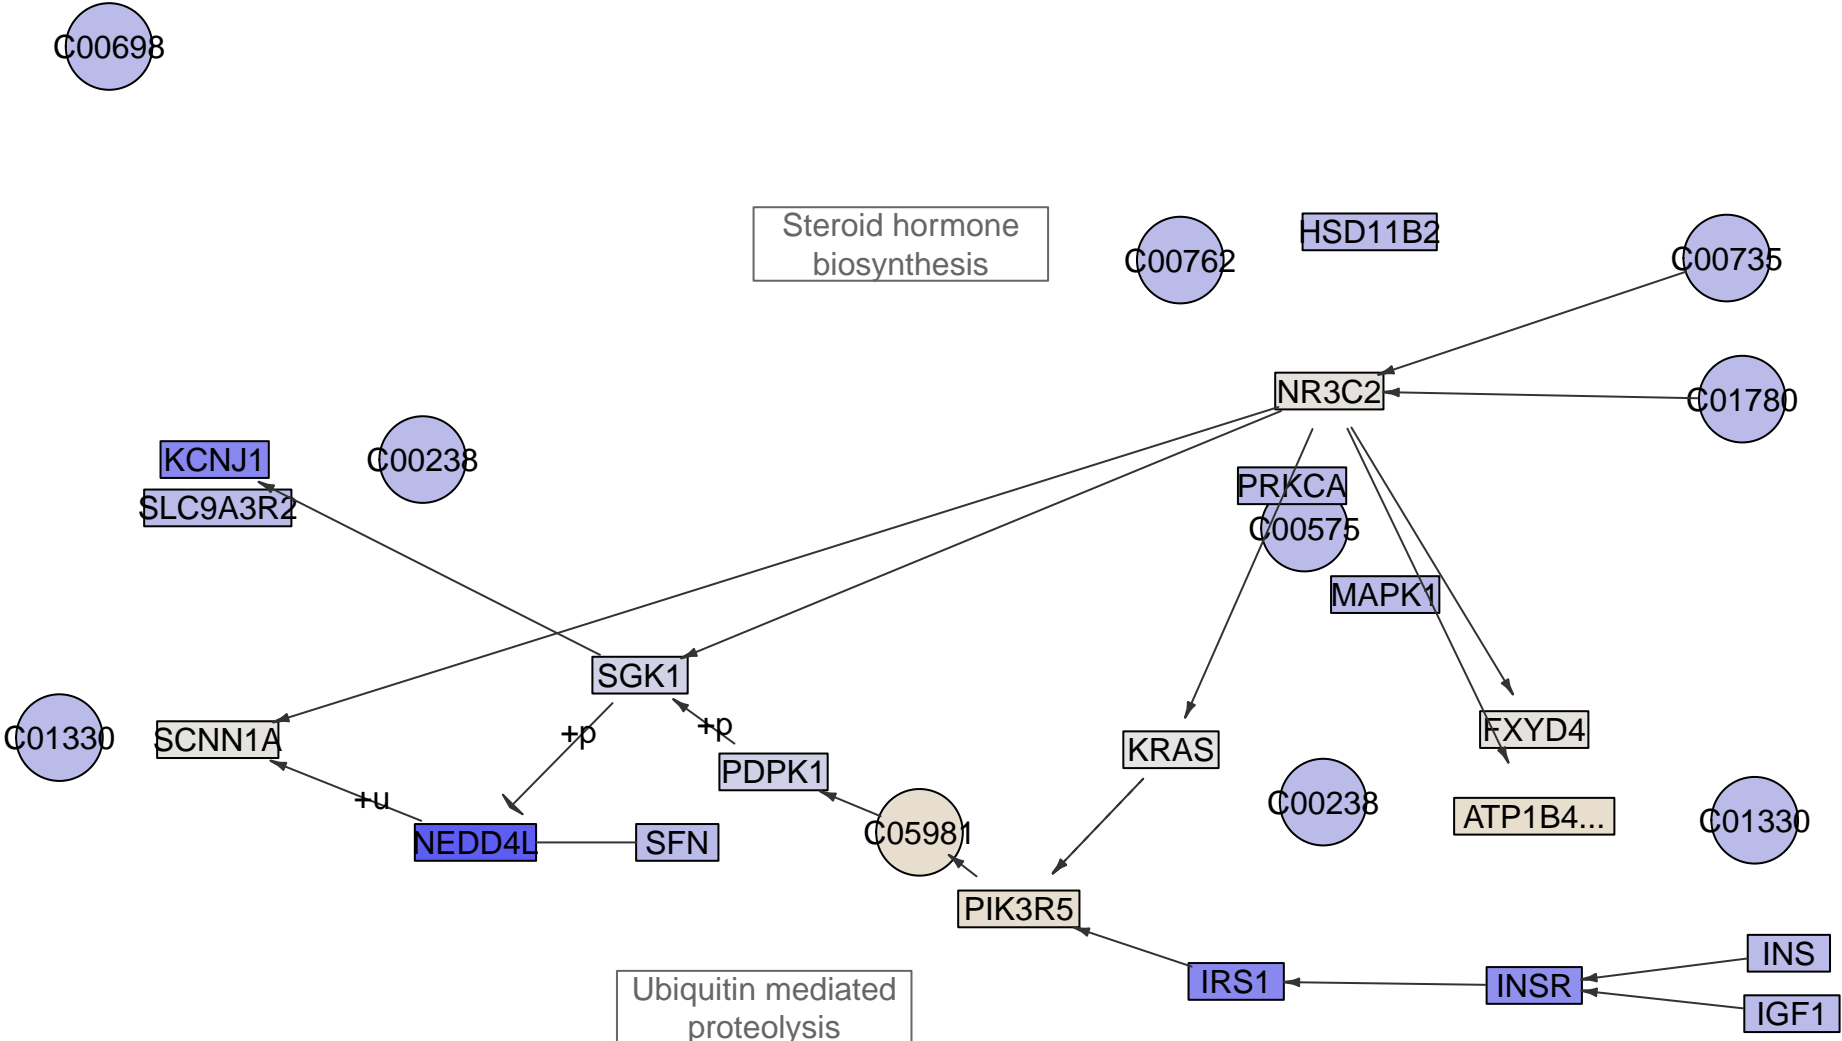 C00698
Steroid hormone
biosynthesis
C00762
HSD11B2
C00735
NR3C2
C01780
KCNJ1
C00238
SLC9A3R2
PRKCA
C00575
MAPK1
SGK1
+p
+p
C01330
SCNN1A
FXYD4
KRAS
PDPK1
+u
C00238
ATP1B4...
C01330
NEDD4L
SFN
C05981
PIK3R5
INS
IRS1
INSR
IGF1
Ubiquitin mediated
proteolysis